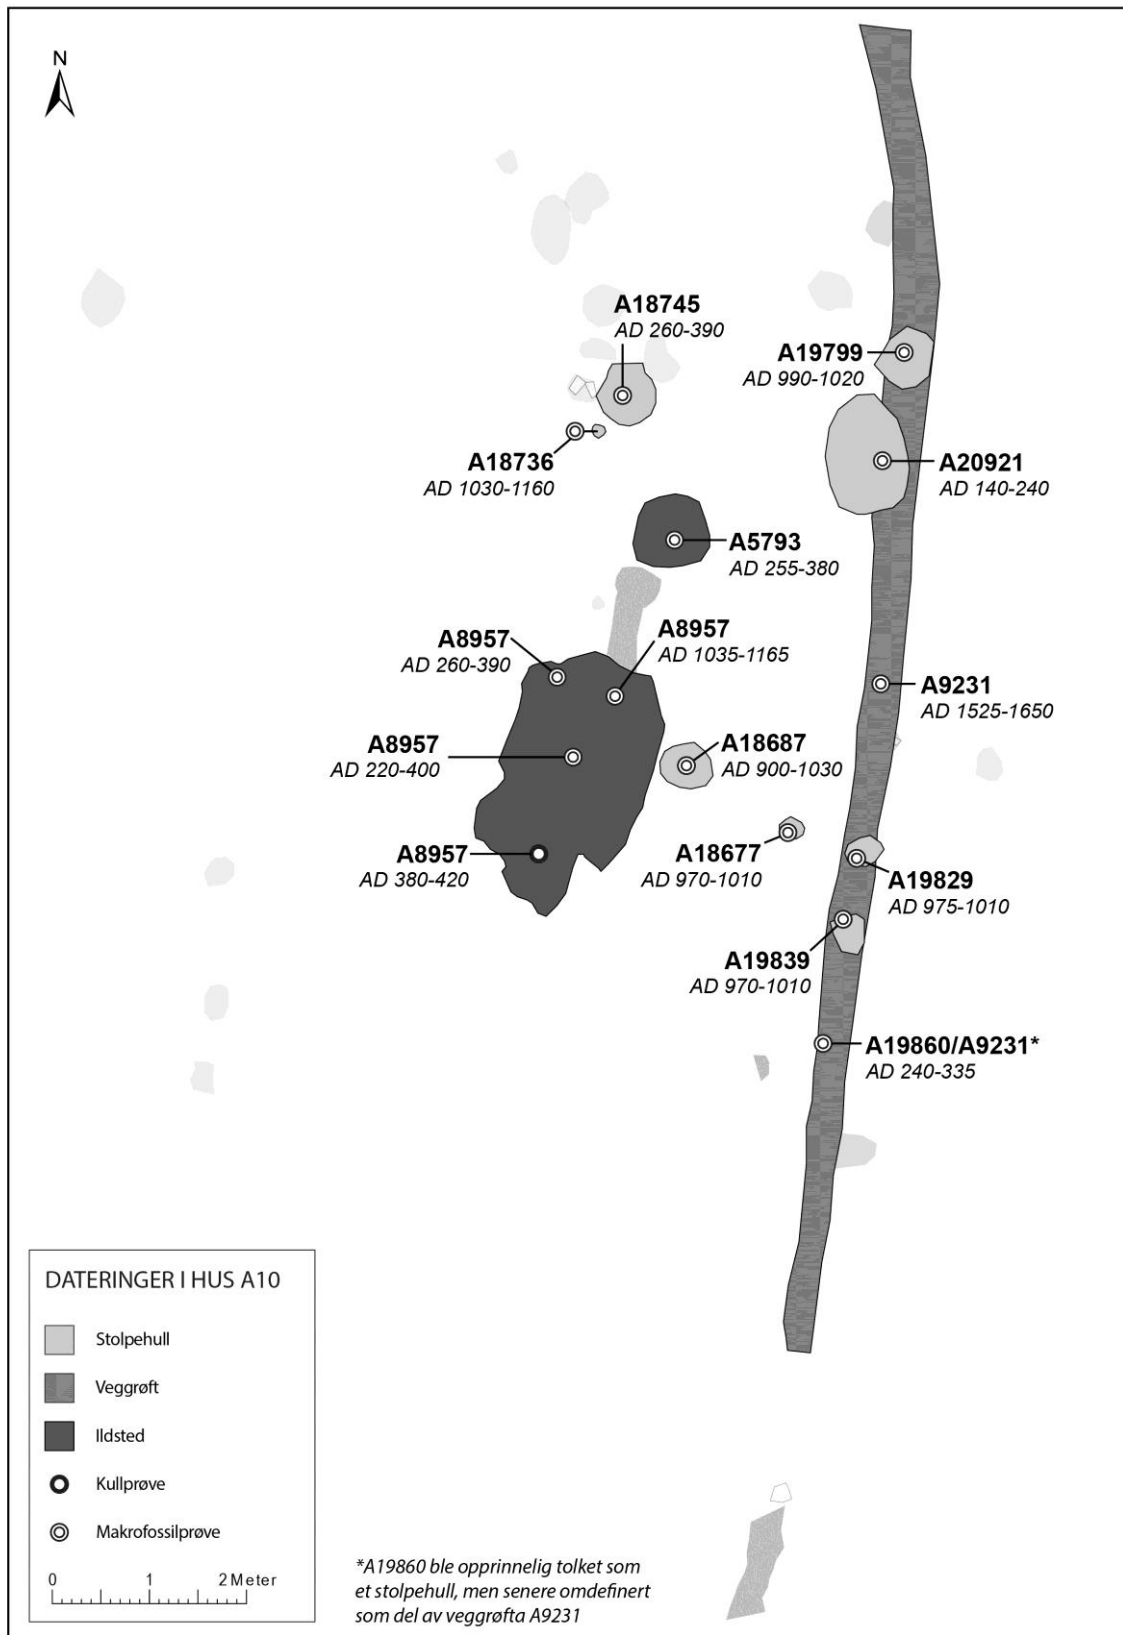 N
A18745
AD 260-390
A19799
AD 990-1020
A18736
AD 1030-1160
A20921
AD 140-240
A5793
AD 255-380
A8957
AD 260-390
A8957
AD 1035-1165
A9231
AD 1525-1650
A8957
AD 220-400
A18687
AD 900-1030
A8957
AD 380-420
A18677
AD 970-1010
A19829
AD 975-1010
A19839
AD 970-1010
A19860/A9231*
AD 240-335
DATERINGER I HUS A10
Stolpehull
Veggrøft
Ildsted
Kullprøve
Makrofossilprøve
0 1 2 Meter
*A19860 ble opprinnelig tolket som
et stolpehull, men senere omdefinert
som del av veggrøfta A9231